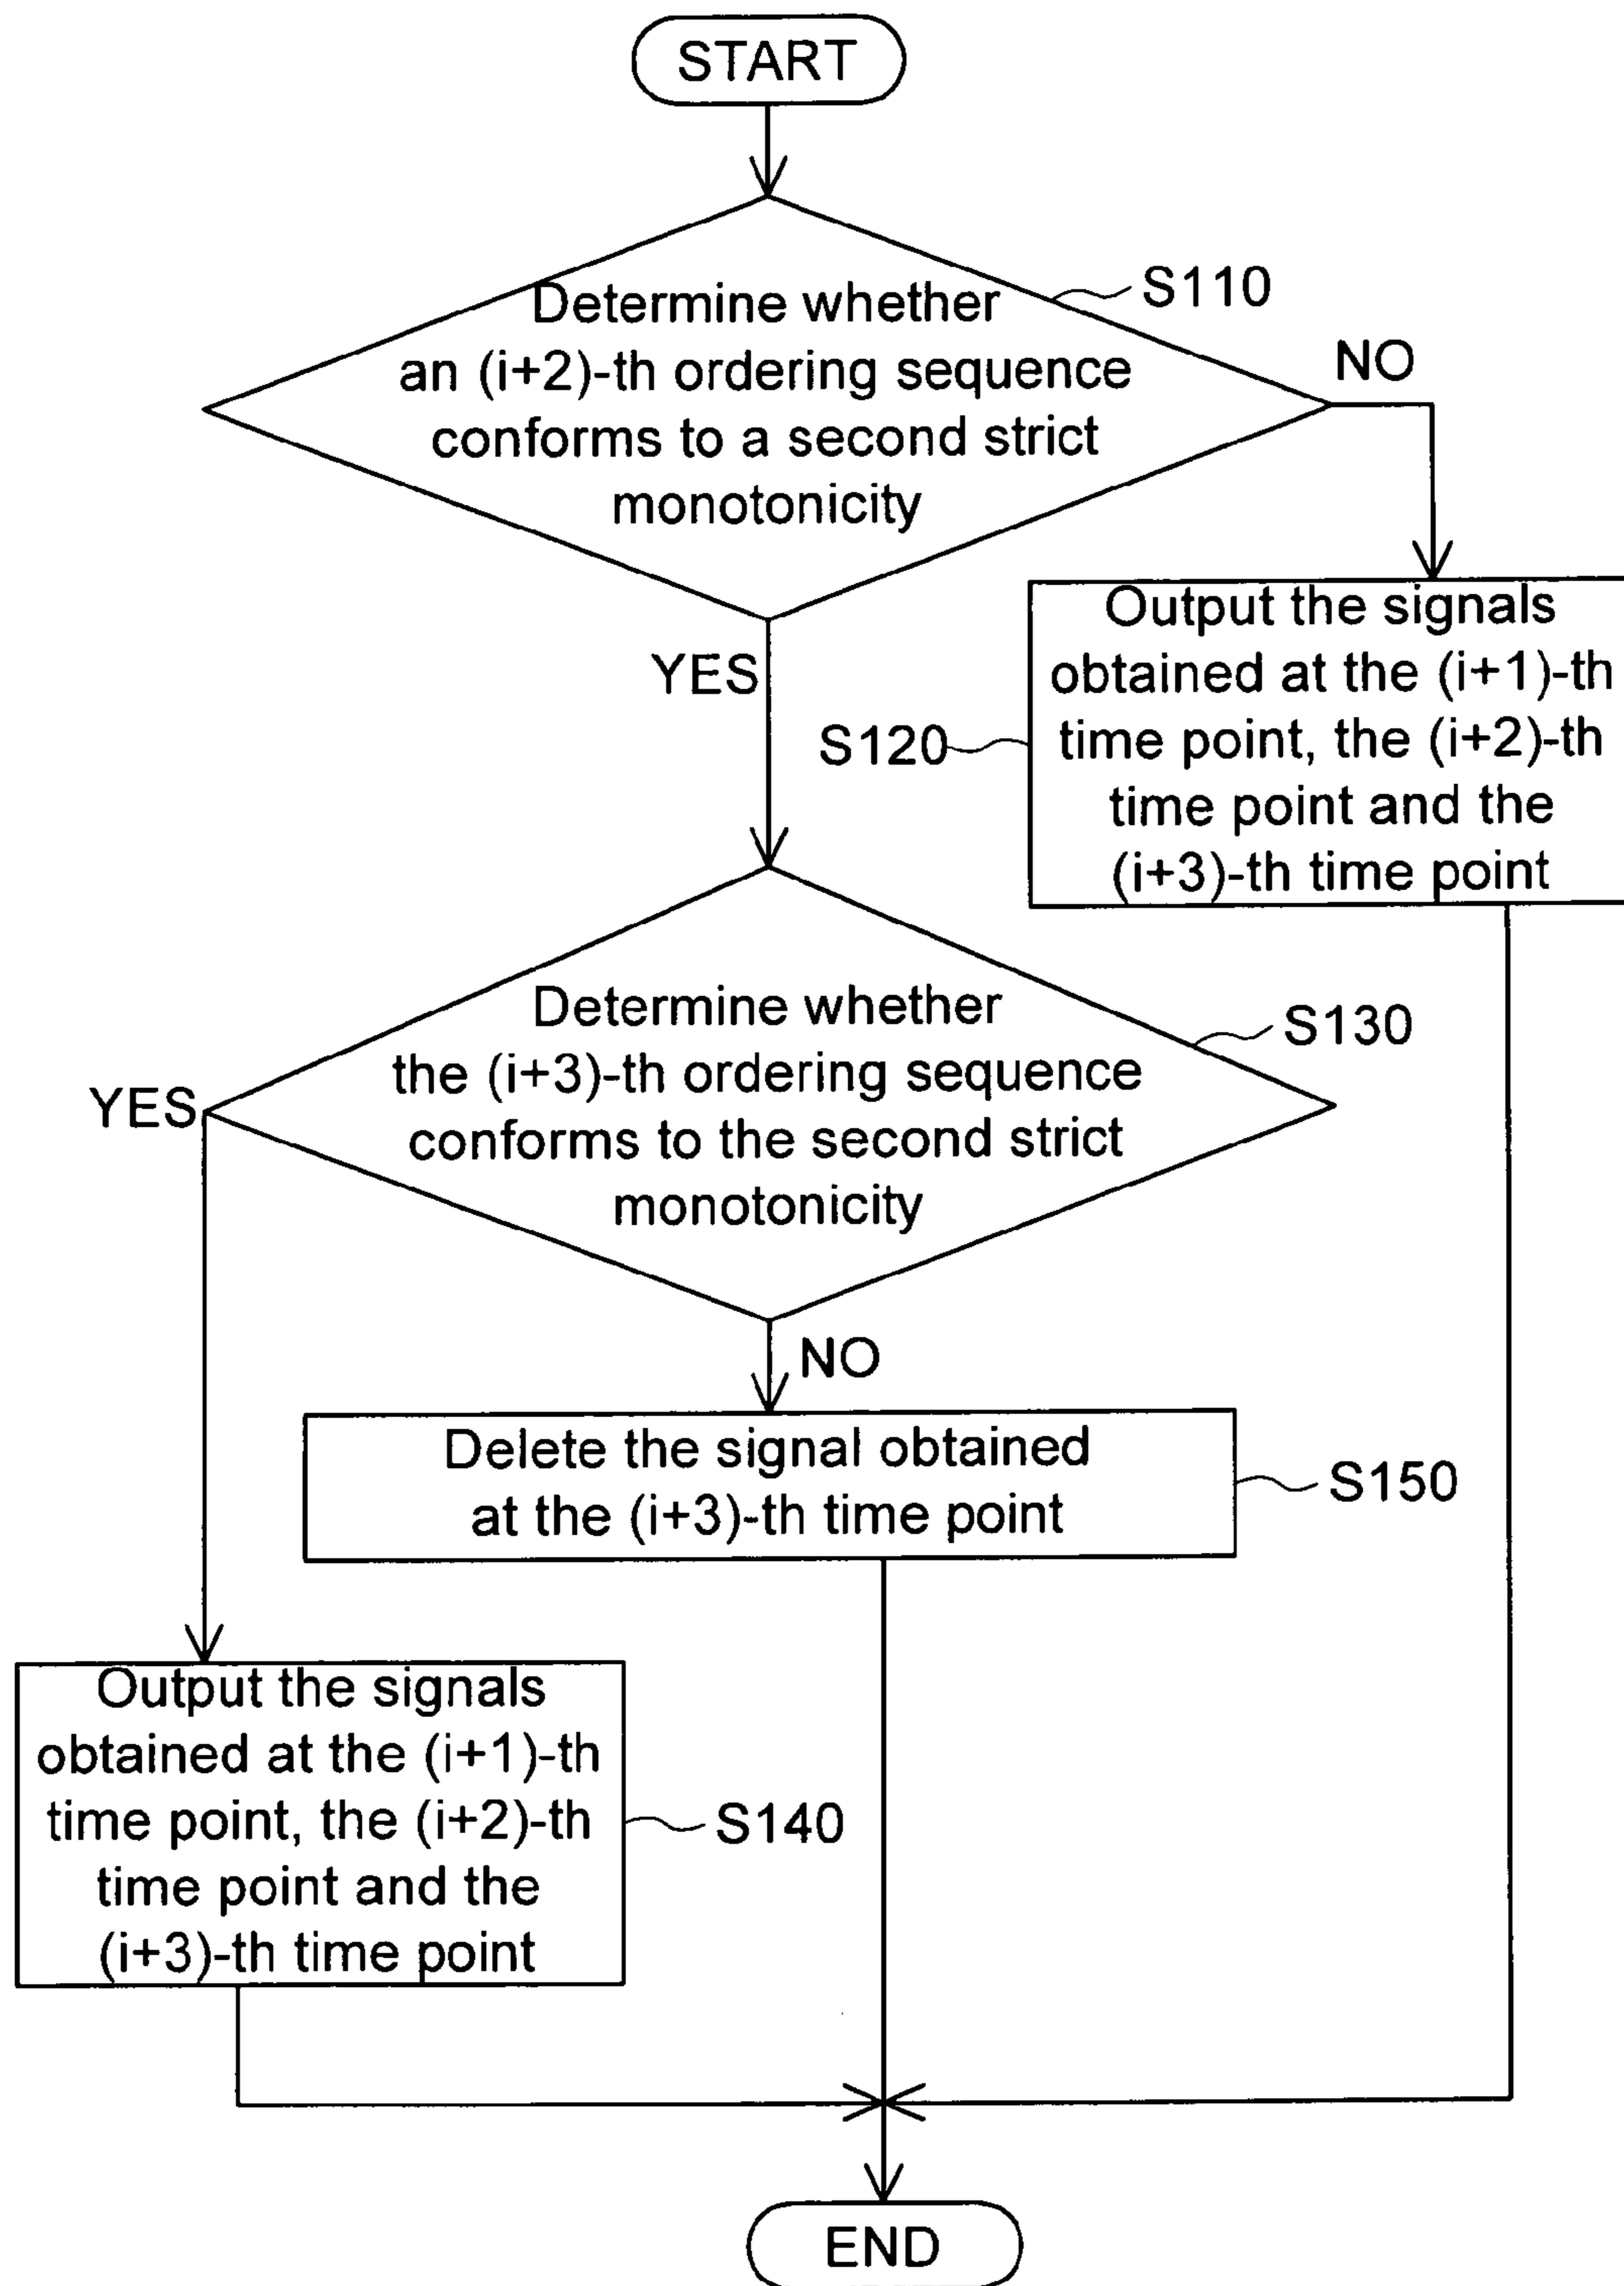 START
Determine whether
an (i+2)-th ordering sequence
conforms to a second strict
monotonicity
S110
NO
YES
Output the signals
obtained at the (i+1)-th
time point, the (i+2)-th
time point and the
(i+3)-th time point
S120
Determine whether
the (i+3)-th ordering sequence
conforms to the second strict
monotonicity
S130
YES
NO
Delete the signal obtained
at the (i+3)-th time point
S150
Output the signals
obtained at the (i+1)-th
time point, the (i+2)-th
time point and the
(i+3)-th time point
S140
END